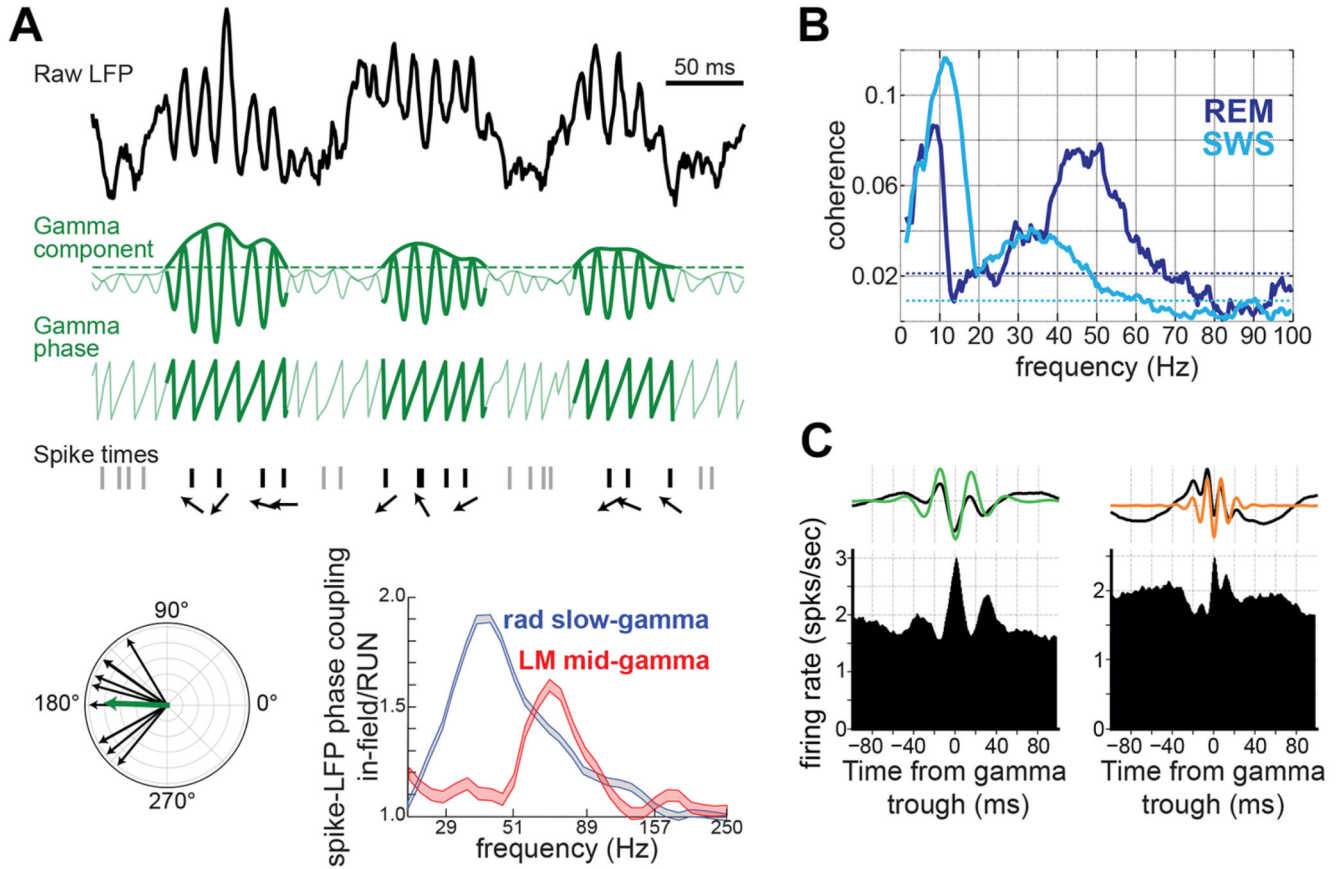 A
Raw LFP
50 ms
Gamma
component
Gamma
phase
Spike times
90°
180°
0°
270°
spike-LFP phase coupling
in-field/RUN
2.0
1.5
1.0
rad slow-gamma
LM mid-gamma
29 51 89 157 250
frequency (Hz)
B
coherence
0.1
0.06
0.02
REM
SWS
0 10 20 30 40 50 60 70 80 90 100
frequency (Hz)
C
firing rate (spks/sec)
3
2
1
0
−80 −40 0 40 80
Time from gamma
trough (ms)
2
1
0
−80 −40 0 40 80
Time from gamma
trough (ms)